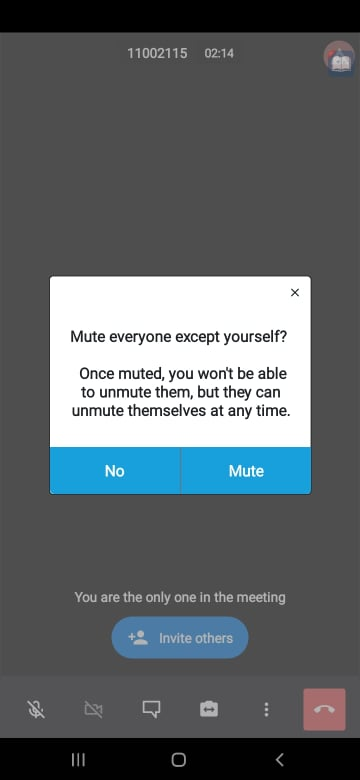 11002115 02:14
Mute everyone except yourself?
Once muted, you won't be able
to unmute them, but they can
unmute themselves at any time.
No Mute
You are the only one in the meeting
Invite others